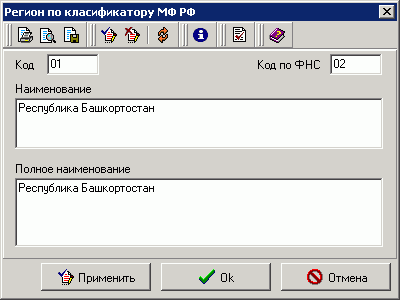 Регион по класификатору МФ РФ
Код 01 Код по ФНС 02
Наименование
Республика Башкортостан
Полное наименование
Республика Башкортостан
Применить Ok Отмена